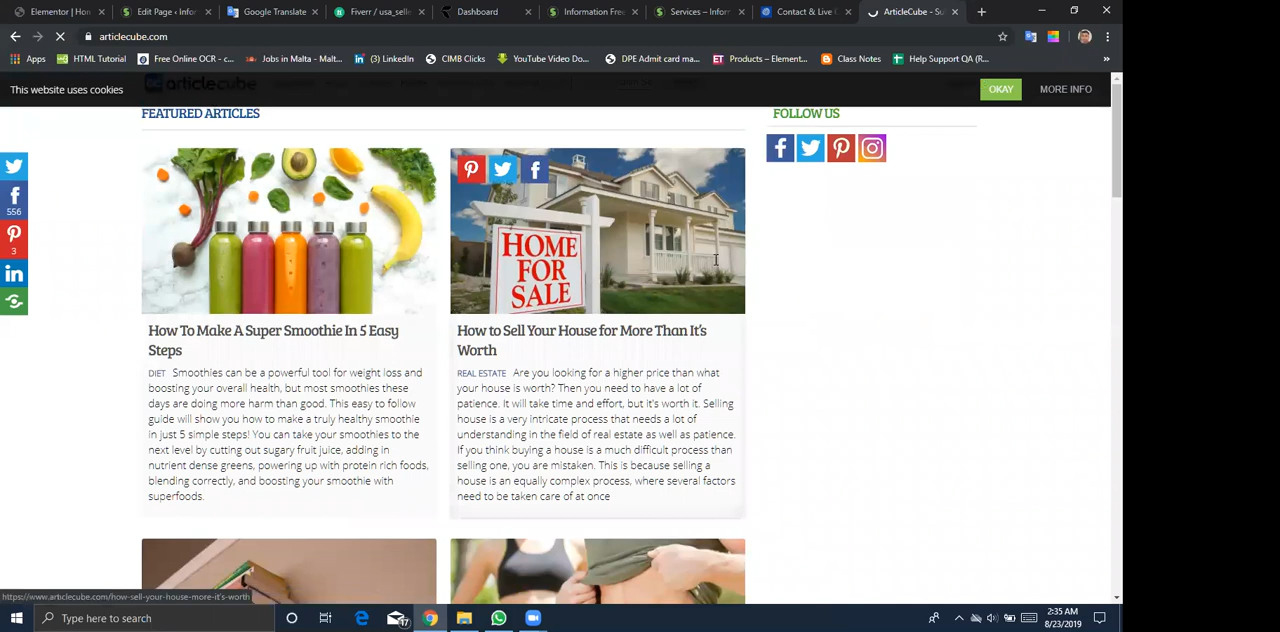 Elementor | Hon
Edit Page ‹ Infor
Google Translate
Fiverr / usa_selle
Dashboard
Information Free
Services – Inform
Contact & Live C
ArticleCube - Su
articlecube.com
Apps
HTML Tutorial
Free Online OCR - c...
Jobs in Malta - Malt...
(3) LinkedIn
CIMB Clicks
YouTube Video Do...
DPE Admit card ma...
Products – Element...
Class Notes
Help Support QA (R...
»
articlecube
This website uses cookies
OKAY
MORE INFO
FEATURED ARTICLES
FOLLOW US
556
3
HOME
FOR
SALE
How To Make A Super Smoothie In 5 Easy
Steps
DIET Smoothies can be a powerful tool for weight loss and
boosting your overall health, but most smoothies these
days are doing more harm than good. This easy to follow
guide will show you how to make a truly healthy smoothie
in just 5 simple steps! You can take your smoothies to the
next level by cutting out sugary fruit juice, adding in
nutrient dense greens, powering up with protein rich foods,
blending correctly, and boosting your smoothie with
superfoods.
How to Sell Your House for More Than It's
Worth
REAL ESTATE Are you looking for a higher price than what
your house is worth? Then you need to have a lot of
patience. It will take time and effort, but it's worth it. Selling
house is a very intricate process that needs a lot of
understanding in the field of real estate as well as patience.
If you think buying a house is a much difficult process than
selling one, you are mistaken. This is because selling a
house is an equally complex process, where several factors
need to be taken care of at once
https://www.articlecube.com/how-sell-your-house-more-it's-worth
Type here to search
17
2:35 AM
8/23/2019